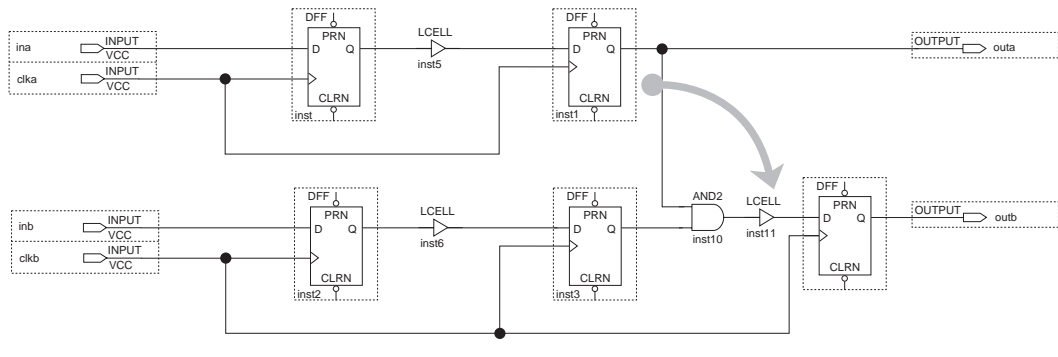 ina
INPUT
VCC
clka
INPUT
VCC
DFF
PRN
D
Q
CLRN
inst
LCELL
inst5
DFF
PRN
D
Q
CLRN
inst1
OUTPUT
outa
inb
INPUT
VCC
clkb
INPUT
VCC
DFF
PRN
D
Q
CLRN
inst2
LCELL
inst6
DFF
PRN
D
Q
CLRN
inst3
AND2
inst10
LCELL
inst11
DFF
PRN
D
Q
CLRN
OUTPUT
outb